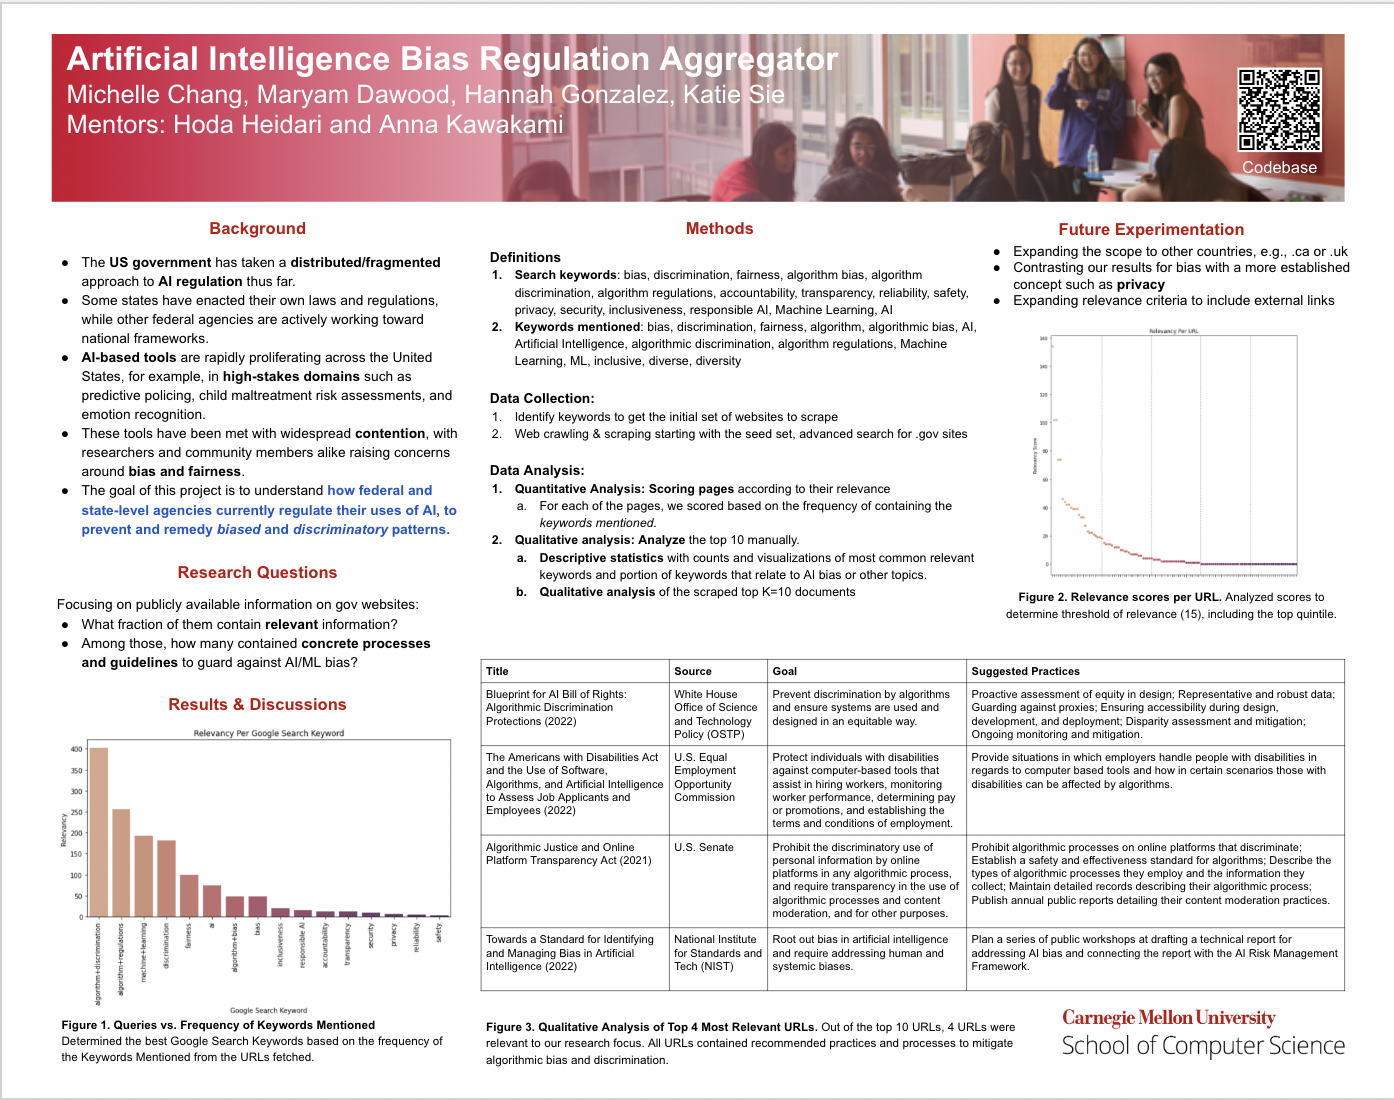 Artificial Intelligence Bias Regulation Aggregator
Michelle Chang, Maryam Dawood, Hannah Gonzalez, Katie Sie
Mentors: Hoda Heidari and Anna Kawakami
Codebase
Background
● The US government has taken a distributed/fragmented
approach to AI regulation thus far.
● Some states have enacted their own laws and regulations,
while other federal agencies are actively working toward
national frameworks.
● AI-based tools are rapidly proliferating across the United
States, for example, in high-stakes domains such as
predictive policing, child maltreatment risk assessments, and
emotion recognition.
● These tools have been met with widespread contention, with
researchers and community members alike raising concerns
around bias and fairness.
● The goal of this project is to understand how federal and
state-level agencies currently regulate their uses of AI, to
prevent and remedy biased and discriminatory patterns.
Research Questions
Focusing on publicly available information on gov websites:
● What fraction of them contain relevant information?
● Among those, how many contained concrete processes
and guidelines to guard against AI/ML bias?
Results & Discussions
Relevancy Per Google Search Keyword
Relevancy
400
350
300
250
200
150
100
50
0
algorithm+discrimination
algorithm+regulations
machine+learning
discrimination
fairness
ai
algorithm+bias
bias
inclusiveness
responsible AI
accountability
transparency
security
privacy
reliability
safety
Google Search Keyword
Figure 1. Queries vs. Frequency of Keywords Mentioned
Determined the best Google Search Keywords based on the frequency of
the Keywords Mentioned from the URLs fetched.
Methods
Definitions
1. Search keywords: bias, discrimination, fairness, algorithm bias, algorithm
discrimination, algorithm regulations, accountability, transparency, reliability, safety,
privacy, security, inclusiveness, responsible AI, Machine Learning, AI
2. Keywords mentioned: bias, discrimination, fairness, algorithm, algorithmic bias, AI,
Artificial Intelligence, algorithmic discrimination, algorithm regulations, Machine
Learning, ML, inclusive, diverse, diversity
Data Collection:
1. Identify keywords to get the initial set of websites to scrape
2. Web crawling & scraping starting with the seed set, advanced search for .gov sites
Data Analysis:
1. Quantitative Analysis: Scoring pages according to their relevance
a. For each of the pages, we scored based on the frequency of containing the
keywords mentioned.
2. Qualitative analysis: Analyze the top 10 manually.
a. Descriptive statistics with counts and visualizations of most common relevant
keywords and portion of keywords that relate to AI bias or other topics.
b. Qualitative analysis of the scraped top K=10 documents
Future Experimentation
● Expanding the scope to other countries, e.g., .ca or .uk
● Contrasting our results for bias with a more established
concept such as privacy
● Expanding relevance criteria to include external links
Relevancy Per URL
Relevancy Score
160
140
120
100
80
60
40
20
0
Figure 2. Relevance scores per URL. Analyzed scores to
determine threshold of relevance (15), including the top quintile.
Title
Source
Goal
Suggested Practices
Blueprint for AI Bill of Rights:
Algorithmic Discrimination
Protections (2022)
White House
Office of Science
and Technology
Policy (OSTP)
Prevent discrimination by algorithms
and ensure systems are used and
designed in an equitable way.
Proactive assessment of equity in design; Representative and robust data;
Guarding against proxies; Ensuring accessibility during design,
development, and deployment; Disparity assessment and mitigation;
Ongoing monitoring and mitigation.
The Americans with Disabilities Act
and the Use of Software,
Algorithms, and Artificial Intelligence
to Assess Job Applicants and
Employees (2022)
U.S. Equal
Employment
Opportunity
Commission
Protect individuals with disabilities
against computer-based tools that
assist in hiring workers, monitoring
worker performance, determining pay
or promotions, and establishing the
terms and conditions of employment.
Provide situations in which employers handle people with disabilities in
regards to computer based tools and how in certain scenarios those with
disabilities can be affected by algorithms.
Algorithmic Justice and Online
Platform Transparency Act (2021)
U.S. Senate
Prohibit the discriminatory use of
personal information by online
platforms in any algorithmic process,
and require transparency in the use of
algorithmic processes and content
moderation, and for other purposes.
Prohibit algorithmic processes on online platforms that discriminate;
Establish a safety and effectiveness standard for algorithms; Describe the
types of algorithmic processes they employ and the information they
collect; Maintain detailed records describing their algorithmic process;
Publish annual public reports detailing their content moderation practices.
Towards a Standard for Identifying
and Managing Bias in Artificial
Intelligence (2022)
National Institute
for Standards and
Tech (NIST)
Root out bias in artificial intelligence
and require addressing human and
systemic biases.
Plan a series of public workshops at drafting a technical report for
addressing AI bias and connecting the report with the AI Risk Management
Framework.
Figure 3. Qualitative Analysis of Top 4 Most Relevant URLs. Out of the top 10 URLs, 4 URLs were
relevant to our research focus. All URLs contained recommended practices and processes to mitigate
algorithmic bias and discrimination.
Carnegie Mellon University
School of Computer Science